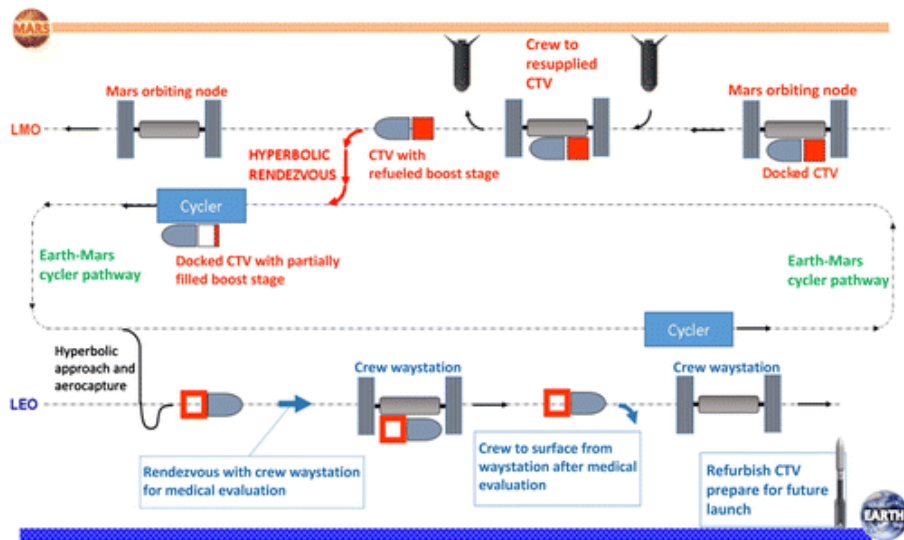 MARS
Crew to
resupplied
CTV
Mars orbiting node
Mars orbiting node
LMO
HYPERBOLIC
RENDEZVOUS
CTV with
refueled boost stage
Docked CTV
Cycler
Docked CTV with partially
filled boost stage
Earth-Mars
cycler pathway
Earth-Mars
cycler pathway
Cycler
Hyperbolic
approach and
aerocapture
Crew waystation
Crew waystation
LEO
Rendezvous with crew waystation
for medical evaluation
Crew to surface from
waystation after medical
evaluation
Refurbish CTV
prepare for future
launch
EARTH